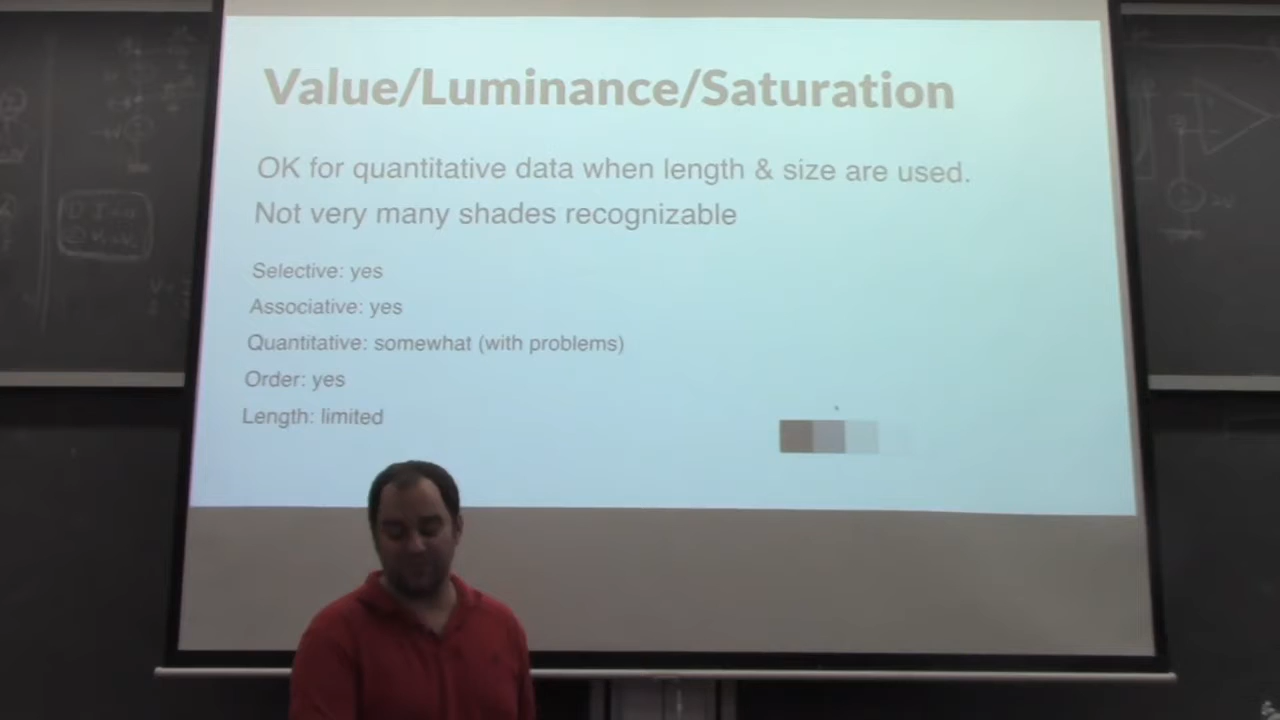 Value/Luminance/Saturation
OK for quantitative data when length & size are used.
Not very many shades recognizable
Selective: yes
Associative: yes
Quantitative: somewhat (with problems)
Order: yes
Length: limited